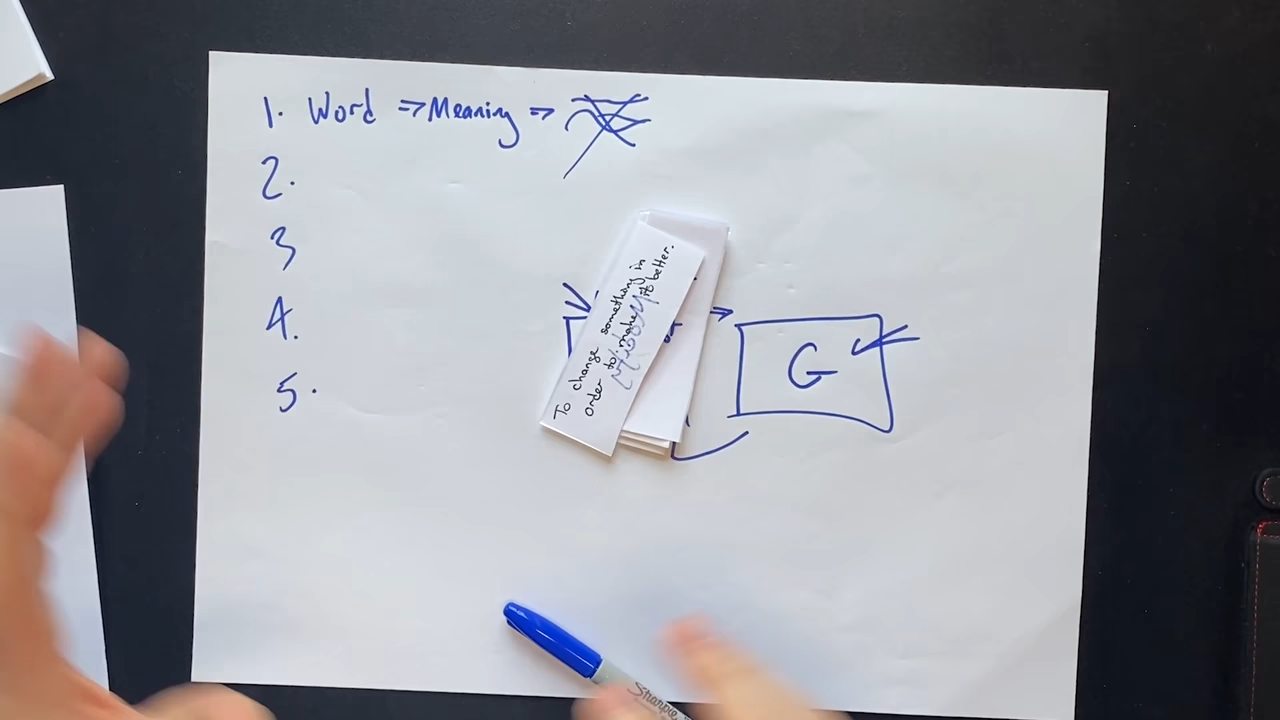 1. Word ⇒ Meaning ⇒
2.
3
4.
5.
To change something in
order to make it better.
G
Sharpie